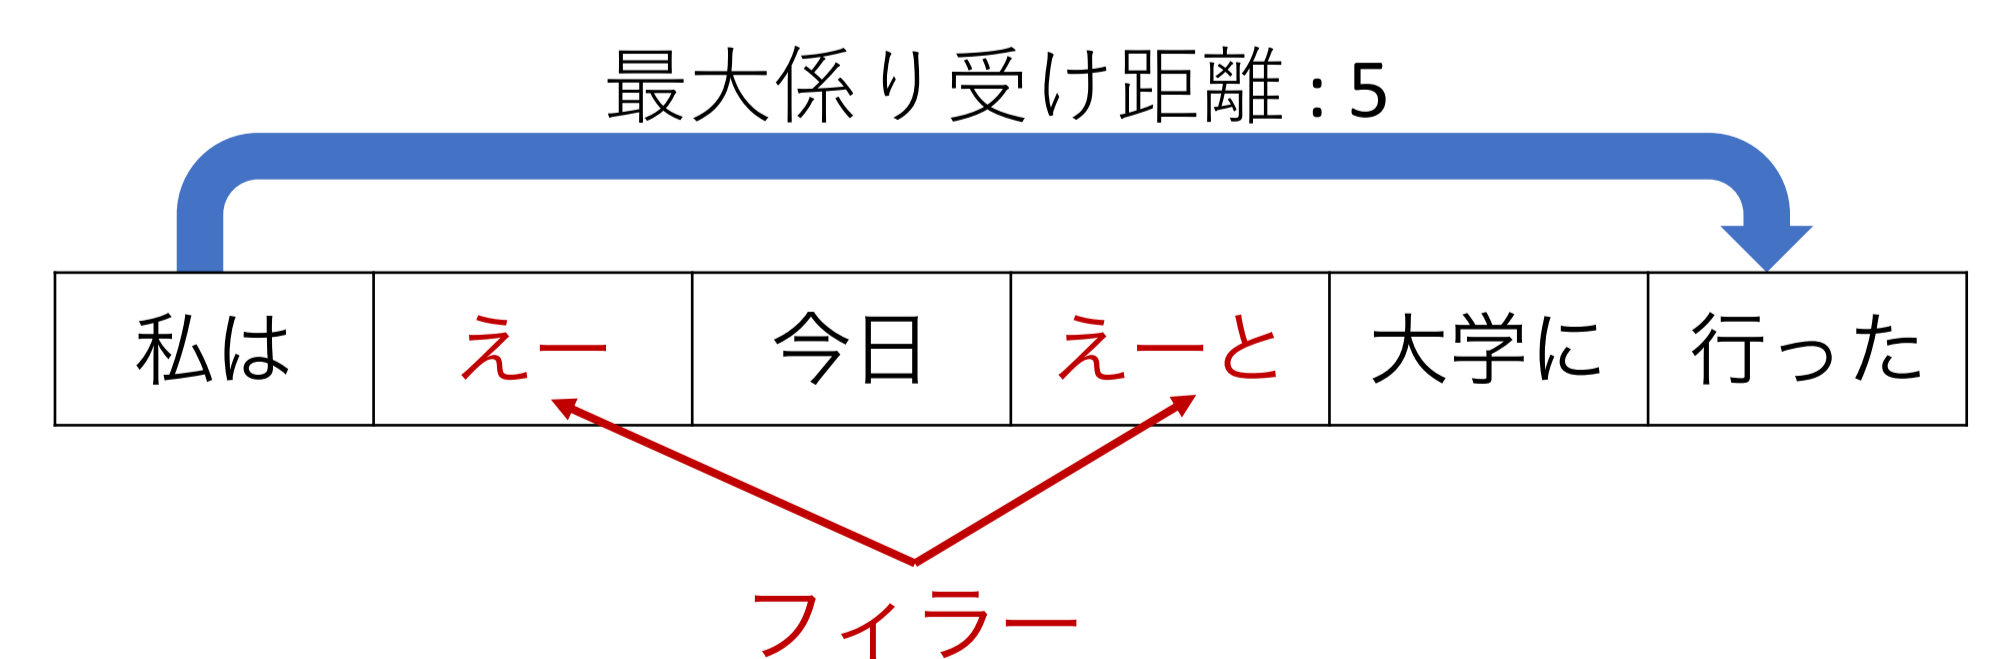 最大係り受け距離 : 5
私は えー 今日 えーと 大学に 行った
フィラー